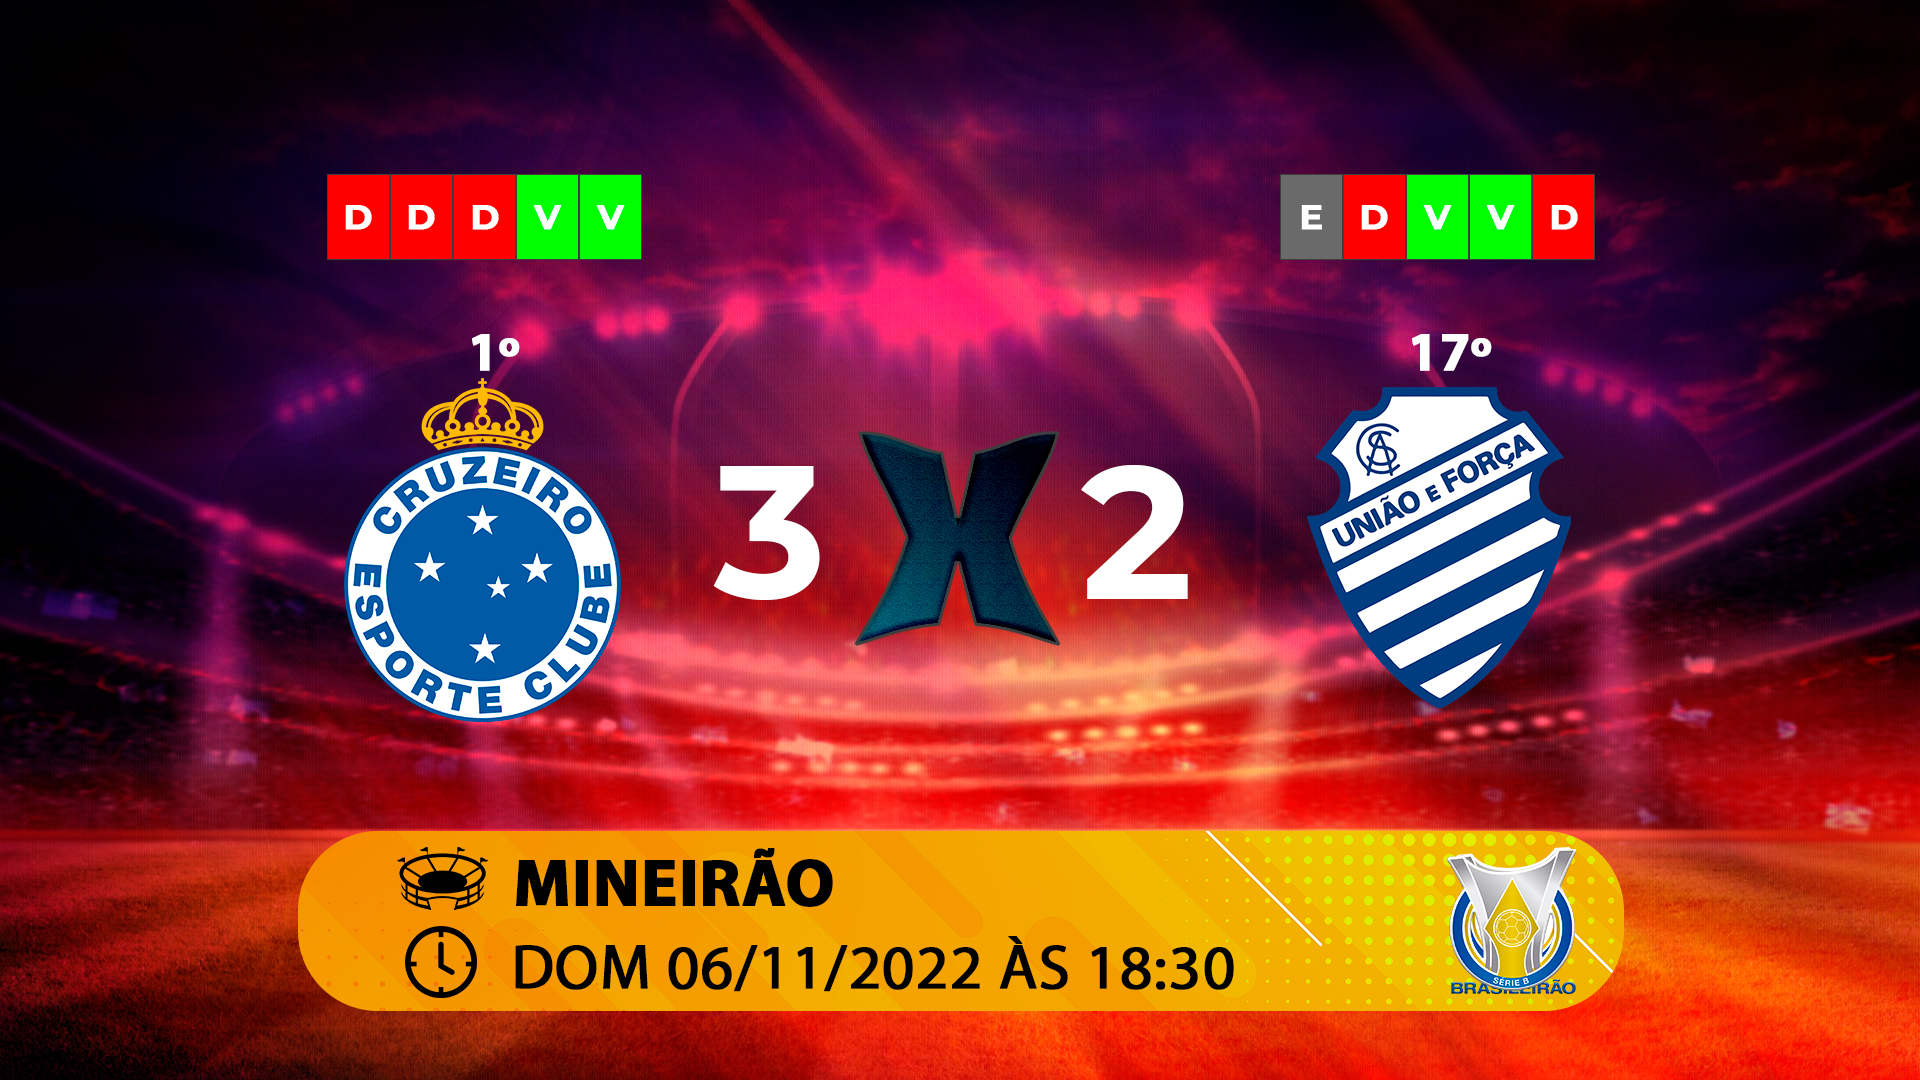 D D D V V
E D V V D
1º
17º
CRUZEIRO
ESPORTE CLUBE
3 X 2
CSA
UNIÃO E FORÇA
MINEIRÃO
DOM 06/11/2022 ÀS 18:30
SÉRIE B
BRASILEIRÃO